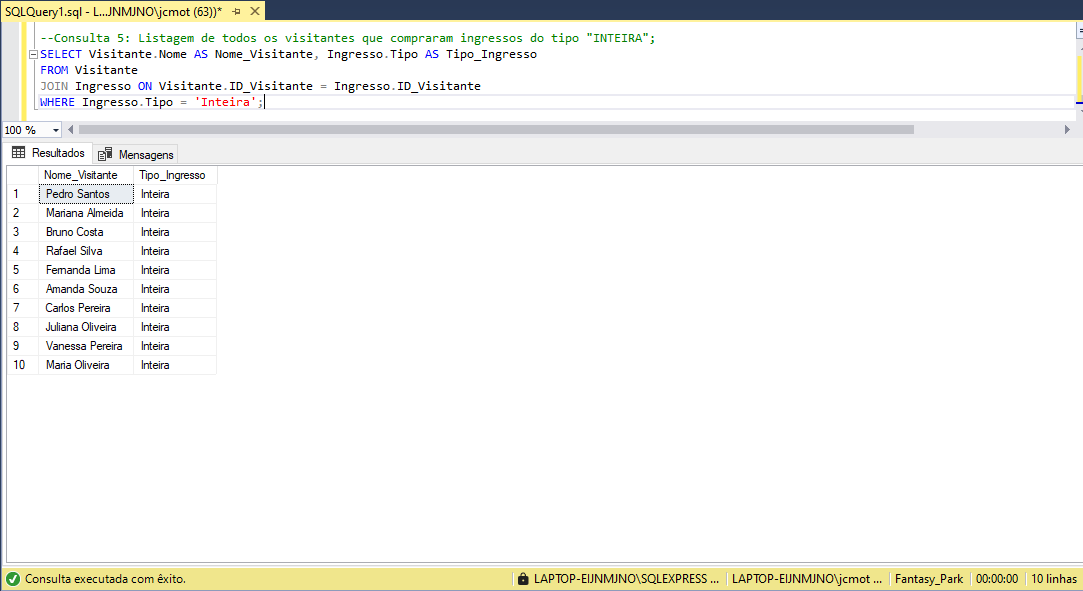 SQLQuery1.sql - L...JNMJNO\jcmot (63))*
--Consulta 5: Listagem de todos os visitantes que compraram ingressos do tipo "INTEIRA";
SELECT Visitante.Nome AS Nome_Visitante, Ingresso.Tipo AS Tipo_Ingresso
FROM Visitante
JOIN Ingresso ON Visitante.ID_Visitante = Ingresso.ID_Visitante
WHERE Ingresso.Tipo = 'Inteira';
100 %
Resultados Mensagens
Nome_Visitante Tipo_Ingresso
1 Pedro Santos Inteira
2 Mariana Almeida Inteira
3 Bruno Costa Inteira
4 Rafael Silva Inteira
5 Fernanda Lima Inteira
6 Amanda Souza Inteira
7 Carlos Pereira Inteira
8 Juliana Oliveira Inteira
9 Vanessa Pereira Inteira
10 Maria Oliveira Inteira
Consulta executada com êxito. LAPTOP-EIJNMJNO\SQLEXPRESS ... LAPTOP-EIJNMJNO\jcmot ... Fantasy_Park 00:00:00 10 linhas